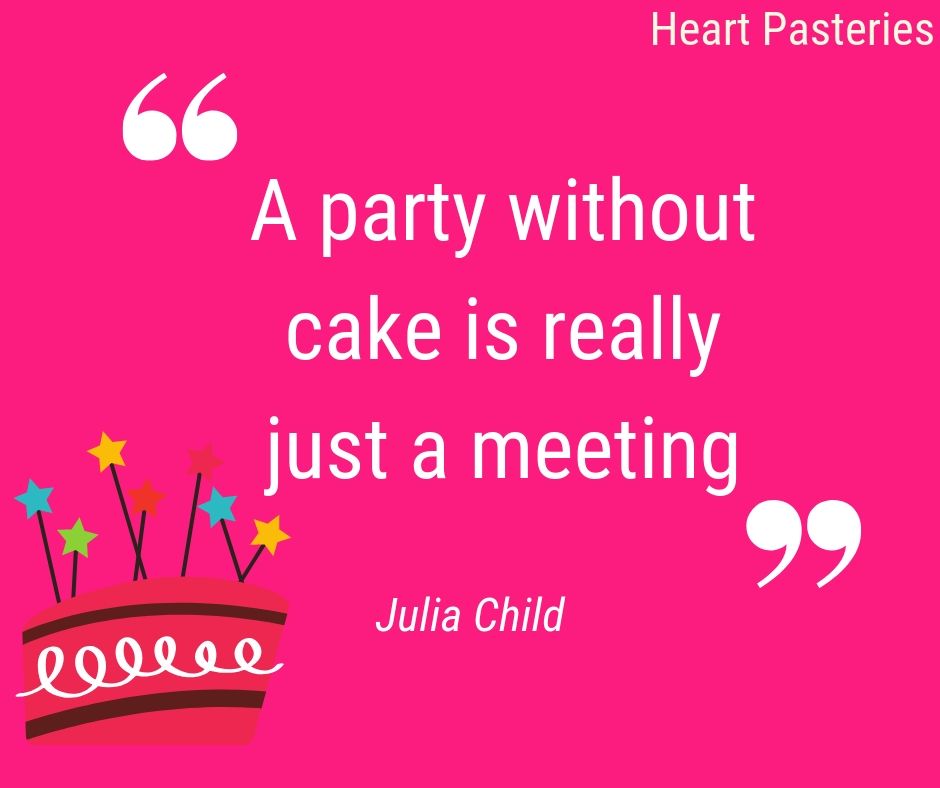 Heart Pasteries
“
A party without
cake is really
just a meeting
”
Julia Child